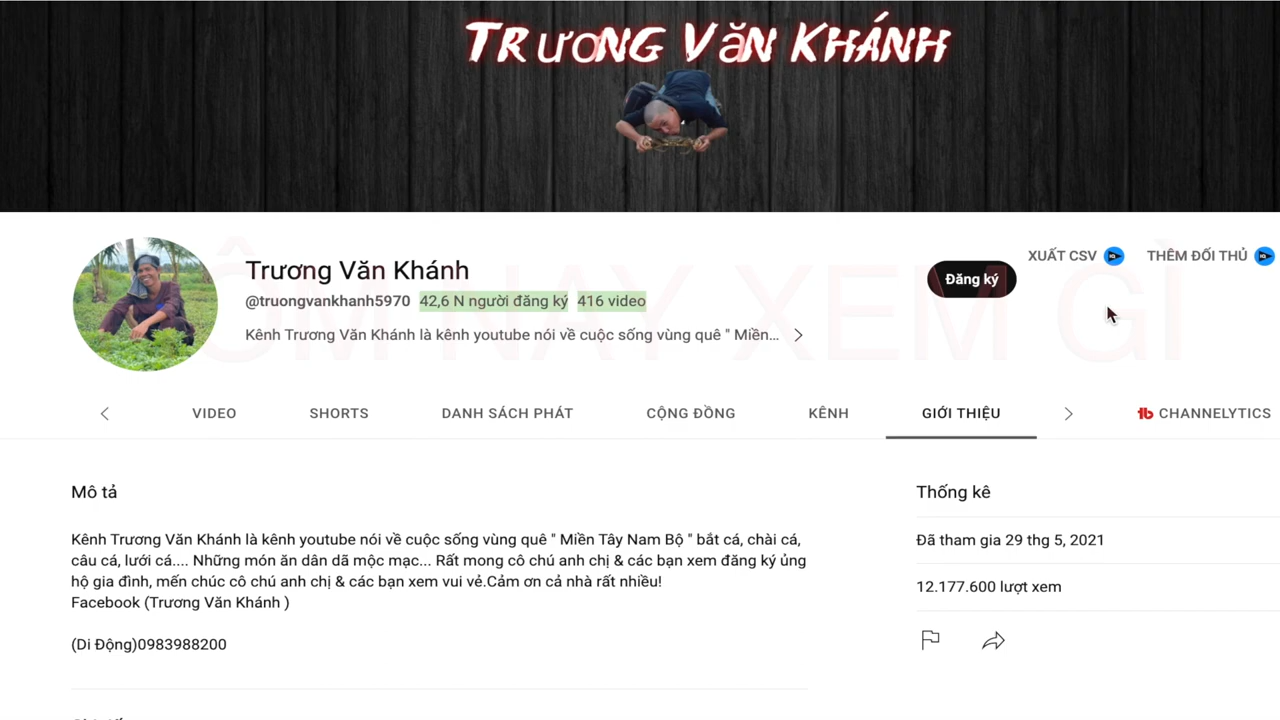 Trương Văn Khánh
Trương Văn Khánh
@truongvankhanh5970 42,6 N người đăng ký 416 video
Kênh Trương Văn Khánh là kênh youtube nói về cuộc sống vùng quê " Miền...
Đăng ký
XUẤT CSV
THÊM ĐỐI THỦ
ÔM NAY XEM GÌ
VIDEO
SHORTS
DANH SÁCH PHÁT
CỘNG ĐỒNG
KÊNH
GIỚI THIỆU
CHANNELYTICS
Mô tả
Kênh Trương Văn Khánh là kênh youtube nói về cuộc sống vùng quê " Miền Tây Nam Bộ " bắt cá, chài cá,
câu cá, lưới cá.... Những món ăn dân dã mộc mạc... Rất mong cô chú anh chị & các bạn xem đăng ký ủng
hộ gia đình, mến chúc cô chú anh chị & các bạn xem vui vẻ.Cảm ơn cả nhà rất nhiều!
Facebook (Trương Văn Khánh )
(Di Động)0983988200
Thống kê
Đã tham gia 29 thg 5, 2021
12.177.600 lượt xem